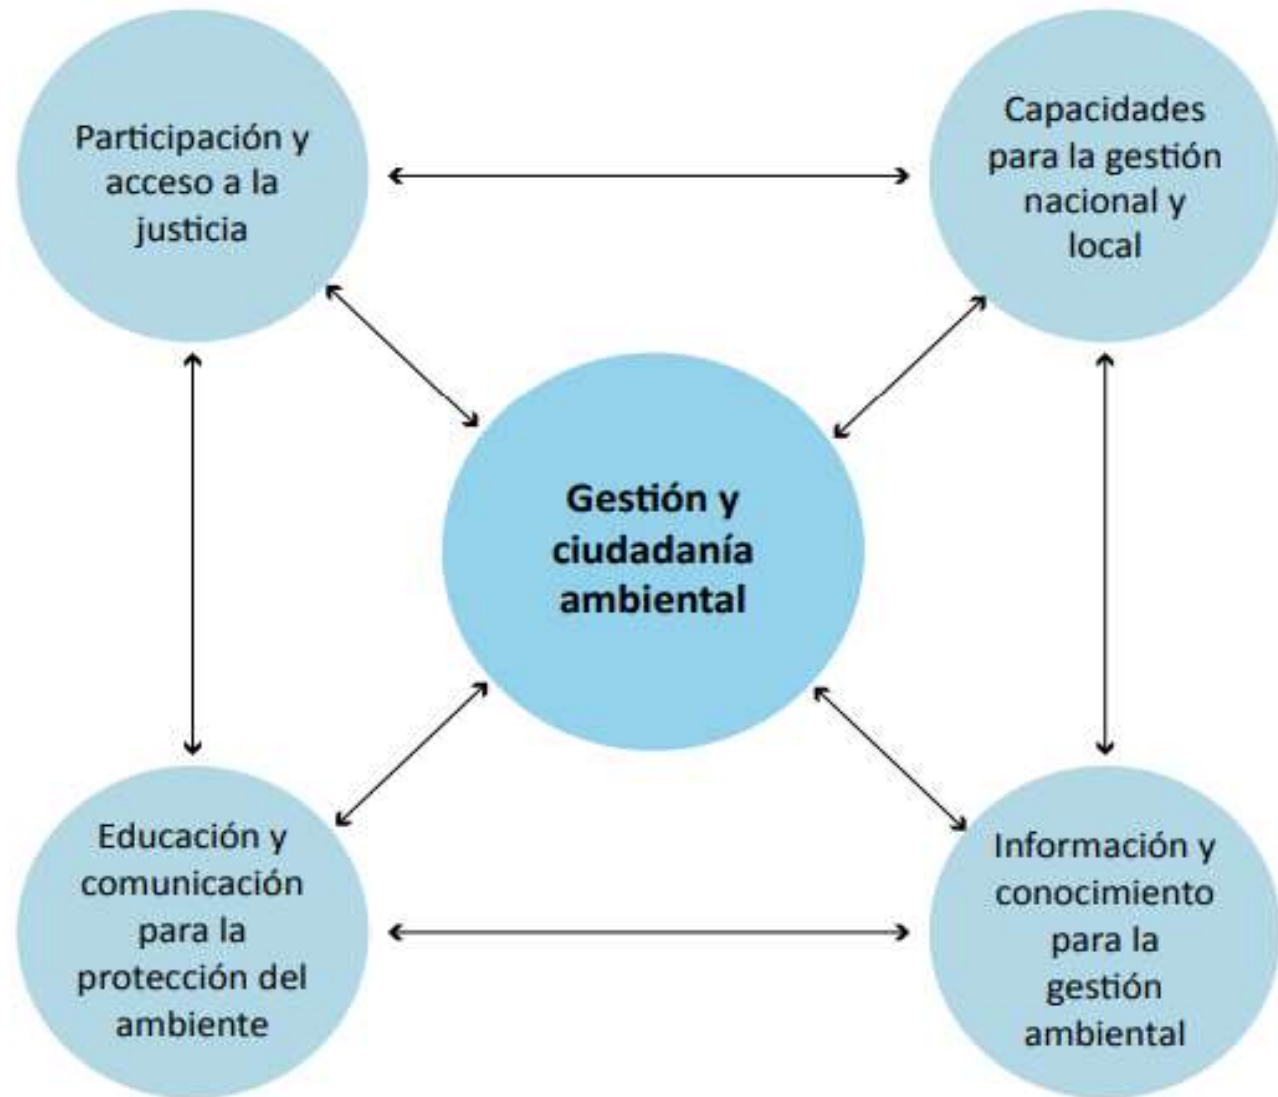 Participación y
acceso a la
justicia
Capacidades
para la gestión
nacional y
local
Gestión y
ciudadanía
ambiental
Educación y
comunicación
para la
protección del
ambiente
Información y
conocimiento
para la
gestión
ambiental